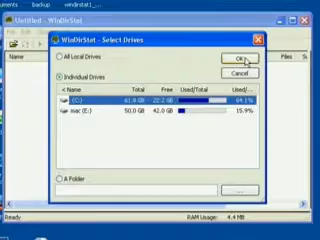 uments backup windirstat1_...
Untitled - WinDirStat
WinDirStat - Select Drives
All Local Drives
OK
Cancel
Individual Drives
Name
< Name Total Free Used/Total Used/...
(C:) 61.8 GB 22.2 GB 64.1%
mac (E:) 50.0 GB 42.0 GB 15.9%
Files Su
A Folder
...
Ready RAM Usage: 4.4 MB